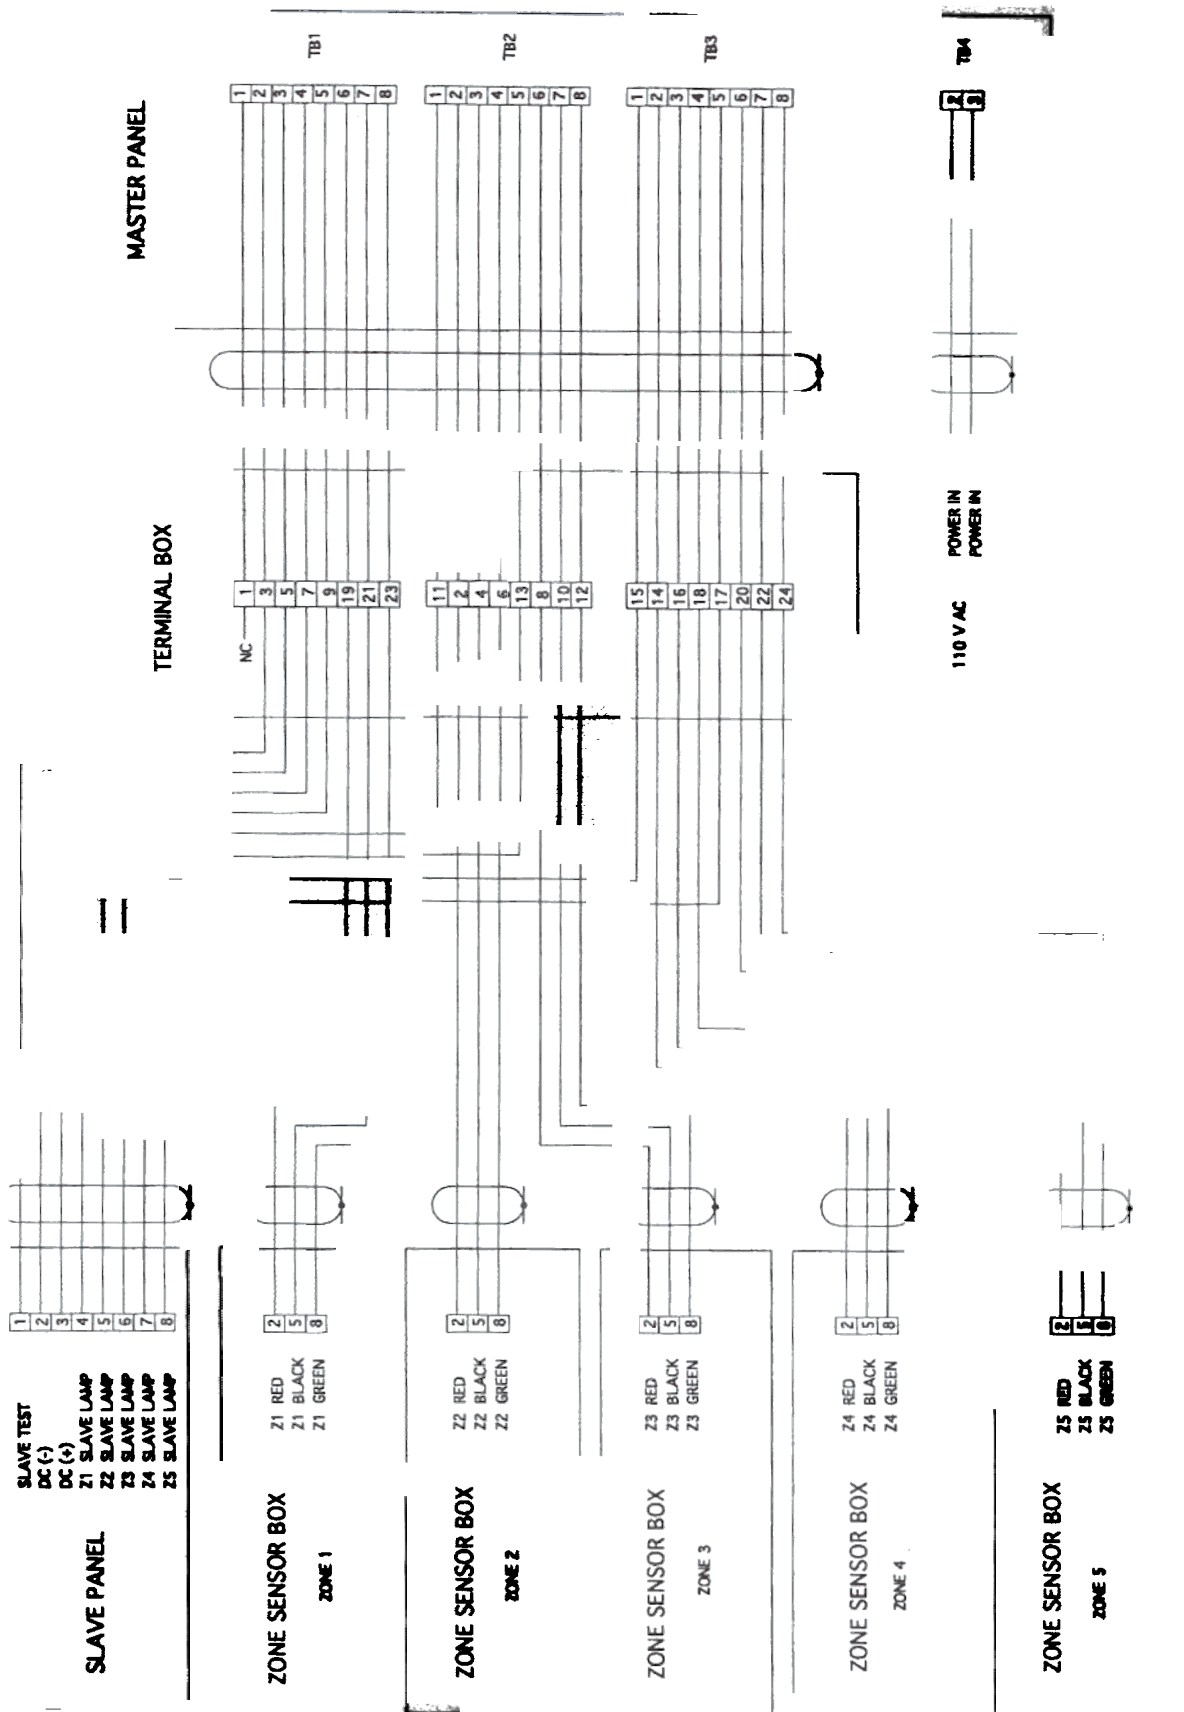 SLAVE PANEL
SLAVE TEST
DC (-)
DC (+)
Z1 SLAVE LAMP
Z2 SLAVE LAMP
Z3 SLAVE LAMP
Z4 SLAVE LAMP
Z5 SLAVE LAMP
1
2
3
4
5
6
7
8
ZONE SENSOR BOX
ZONE 1
Z1 RED
Z1 BLACK
Z1 GREEN
2
5
8
ZONE SENSOR BOX
ZONE 2
Z2 RED
Z2 BLACK
Z2 GREEN
2
5
8
ZONE SENSOR BOX
ZONE 3
Z3 RED
Z3 BLACK
Z3 GREEN
2
5
8
ZONE SENSOR BOX
ZONE 4
Z4 RED
Z4 BLACK
Z4 GREEN
2
5
8
ZONE SENSOR BOX
ZONE 5
Z5 RED
Z5 BLACK
Z5 GREEN
2
5
8
TERMINAL BOX
NC
1
3
5
7
9
19
21
23
11
2
4
6
13
8
10
12
15
14
16
18
17
20
22
24
110 V AC
POWER IN
POWER IN
MASTER PANEL
TB1
1
2
3
4
5
6
7
8
TB2
1
2
3
4
5
6
7
8
TB3
1
2
3
4
5
6
7
8
TB4
2
3